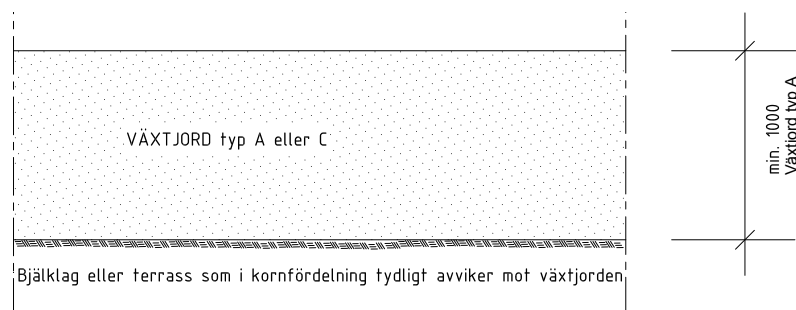 VÄXTJORD typ A eller C
min. 1000
Växtjord typ A
Bjälklag eller terrass som i kornfördelning tydligt avviker mot växtjorden